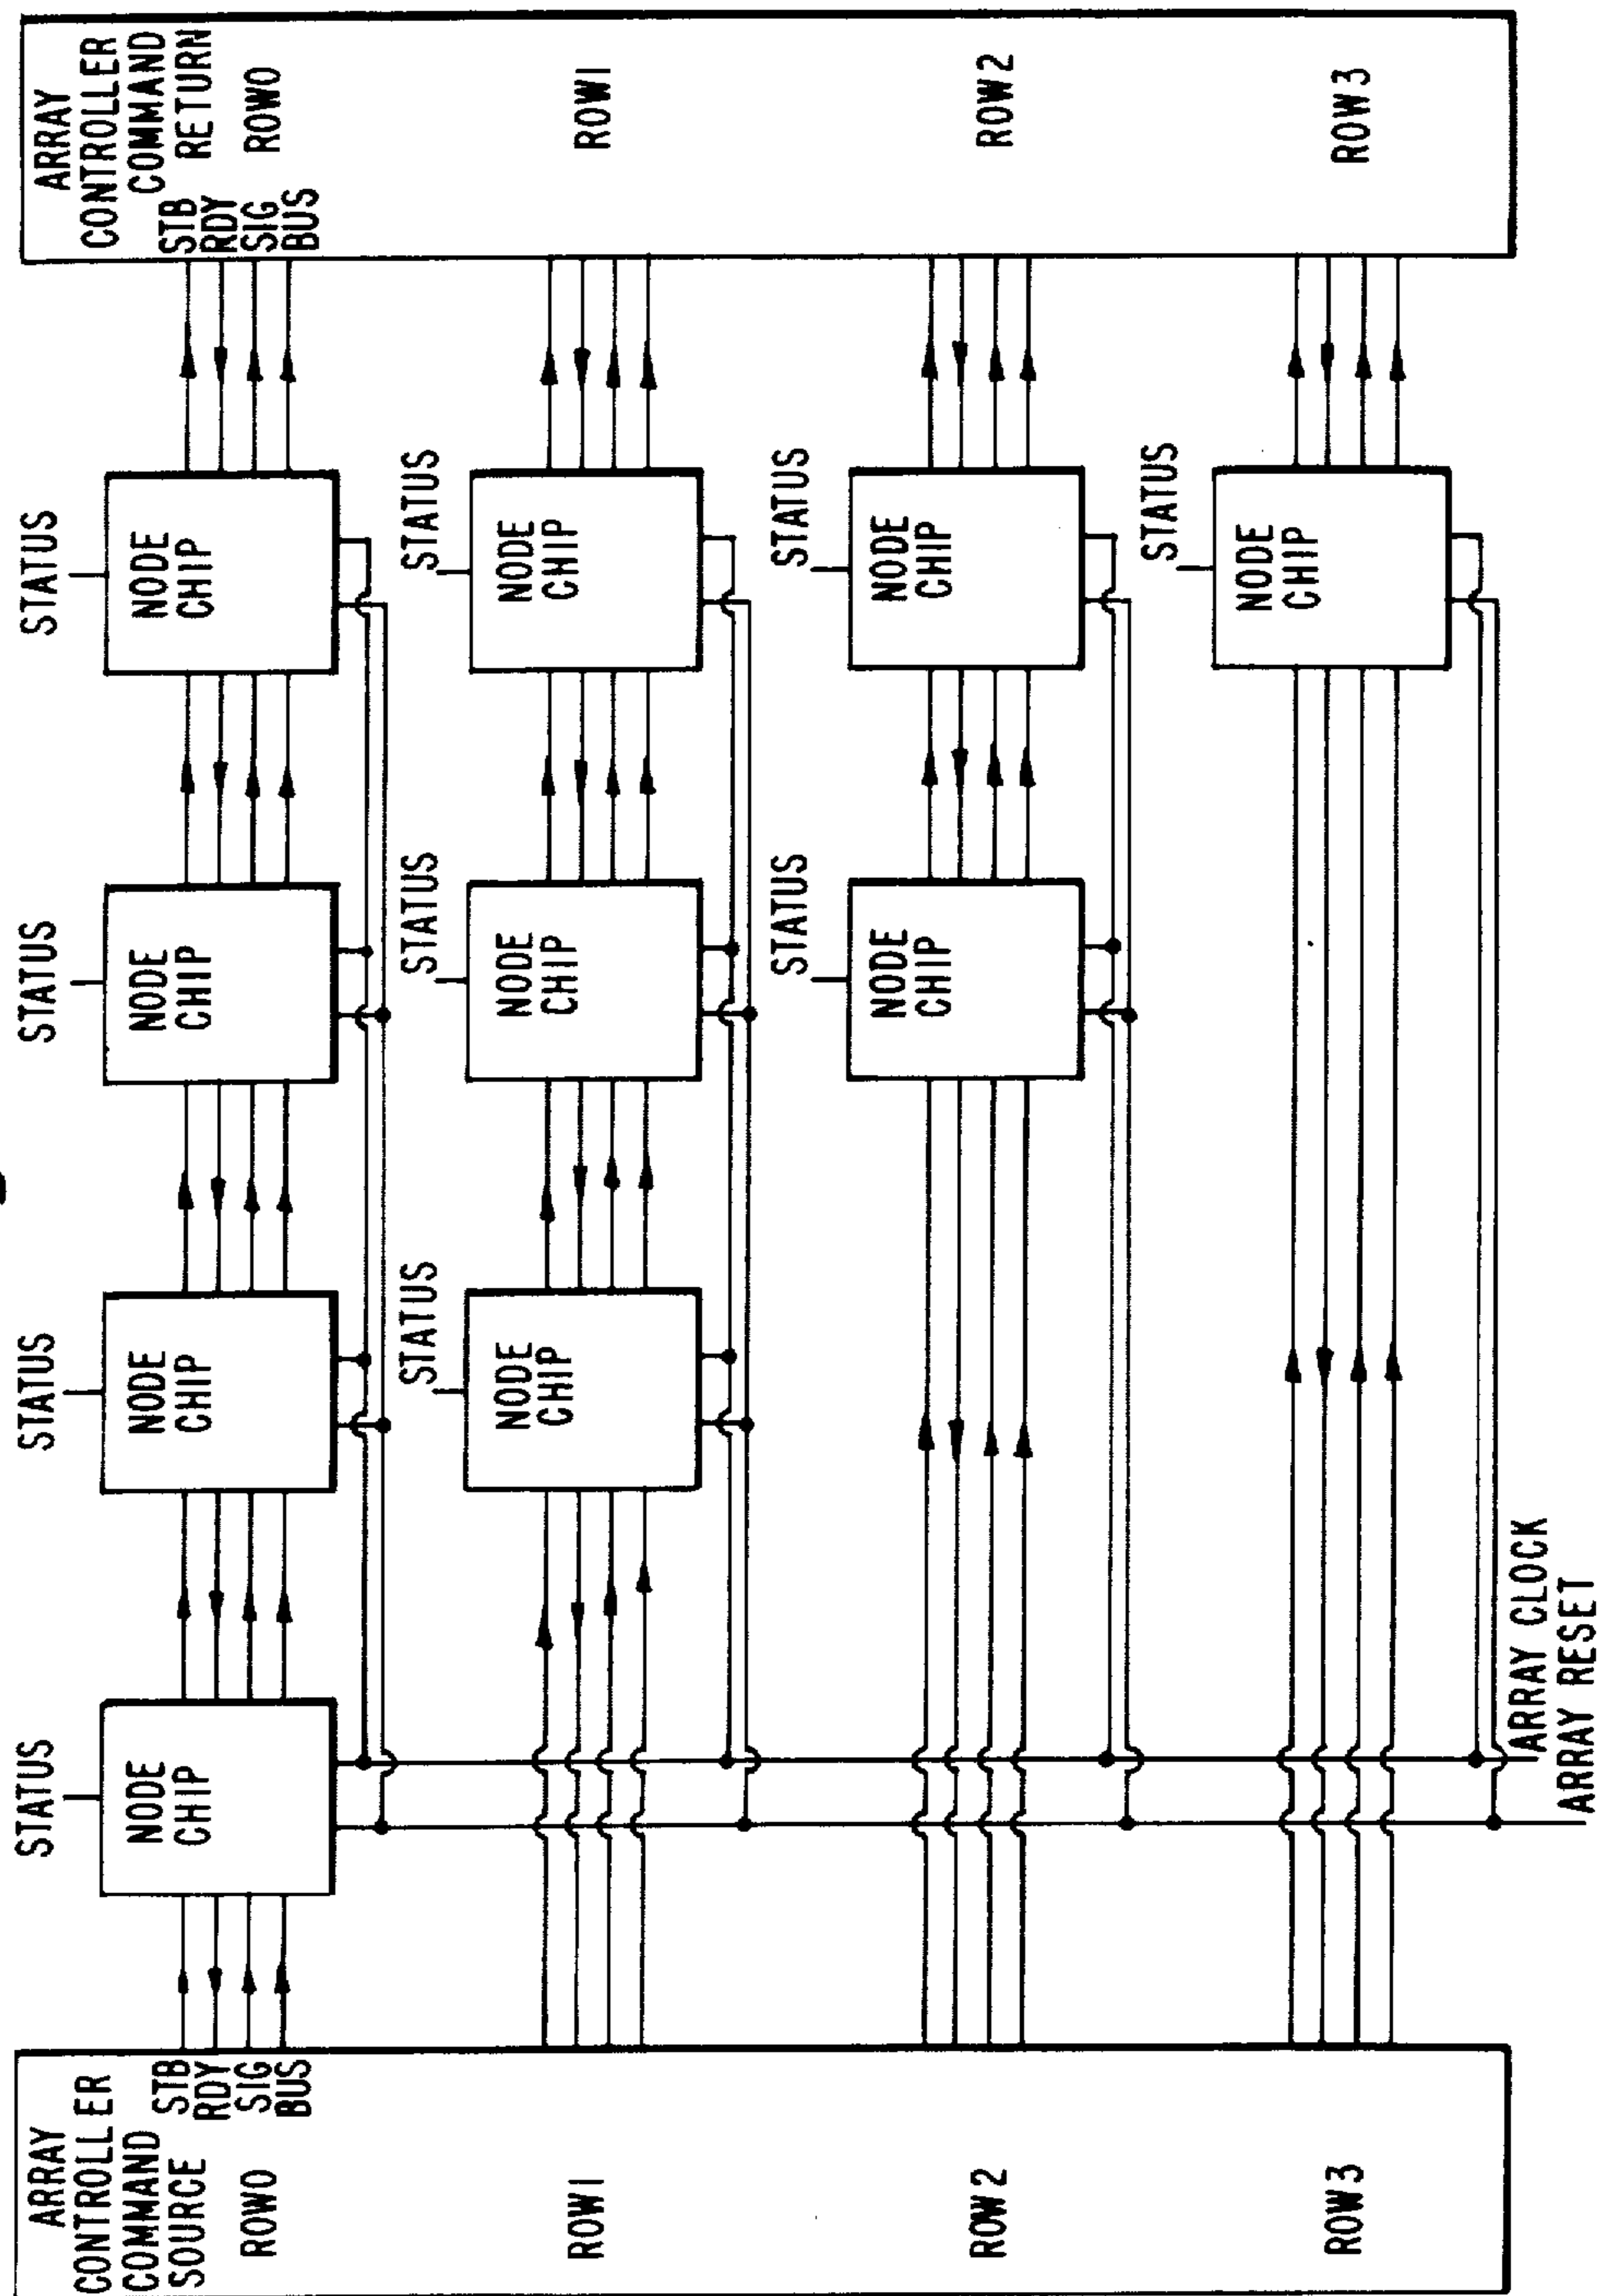 ARRAY
CONTROLLER
COMMAND
SOURCE
STB
RDY
SIG
BUS
ROW0
ROW1
ROW2
ROW3
STATUS
NODE
CHIP
STATUS
NODE
CHIP
STATUS
NODE
CHIP
STATUS
NODE
CHIP
STATUS
NODE
CHIP
STATUS
NODE
CHIP
STATUS
NODE
CHIP
STATUS
NODE
CHIP
STATUS
NODE
CHIP
STATUS
NODE
CHIP
ARRAY CLOCK
ARRAY RESET
ARRAY
CONTROLLER
COMMAND
RETURN
STB
RDY
SIG
BUS
ROW0
ROW1
ROW2
ROW3